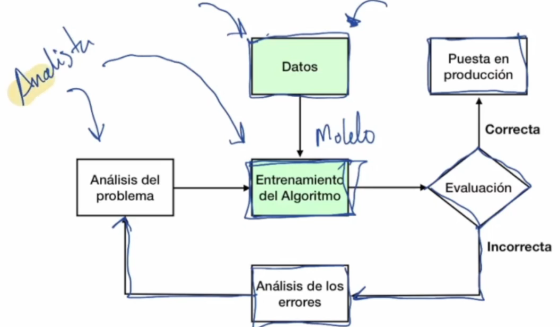 Analista
Datos
Puesta en
producción
Modelo
Correcta
Análisis del
problema
Entrenamiento
del Algoritmo
Evaluación
Incorrecta
Análisis de los
errores